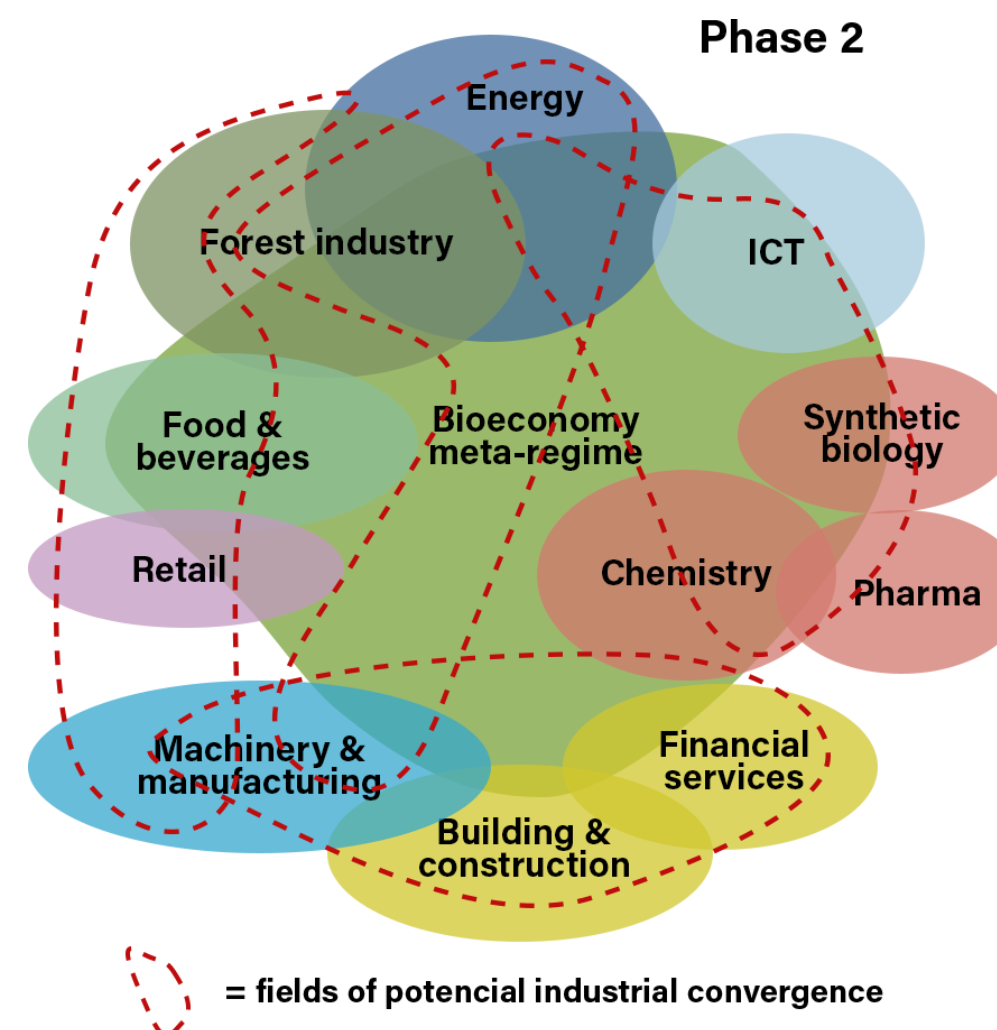 Phase 2
Energy
Forest industry
ICT
Food &
beverages
Bioeconomy
meta-regime
Synthetic
biology
Retail
Chemistry
Pharma
Machinery &
manufacturing
Financial
services
Building &
construction
= fields of potencial industrial convergence